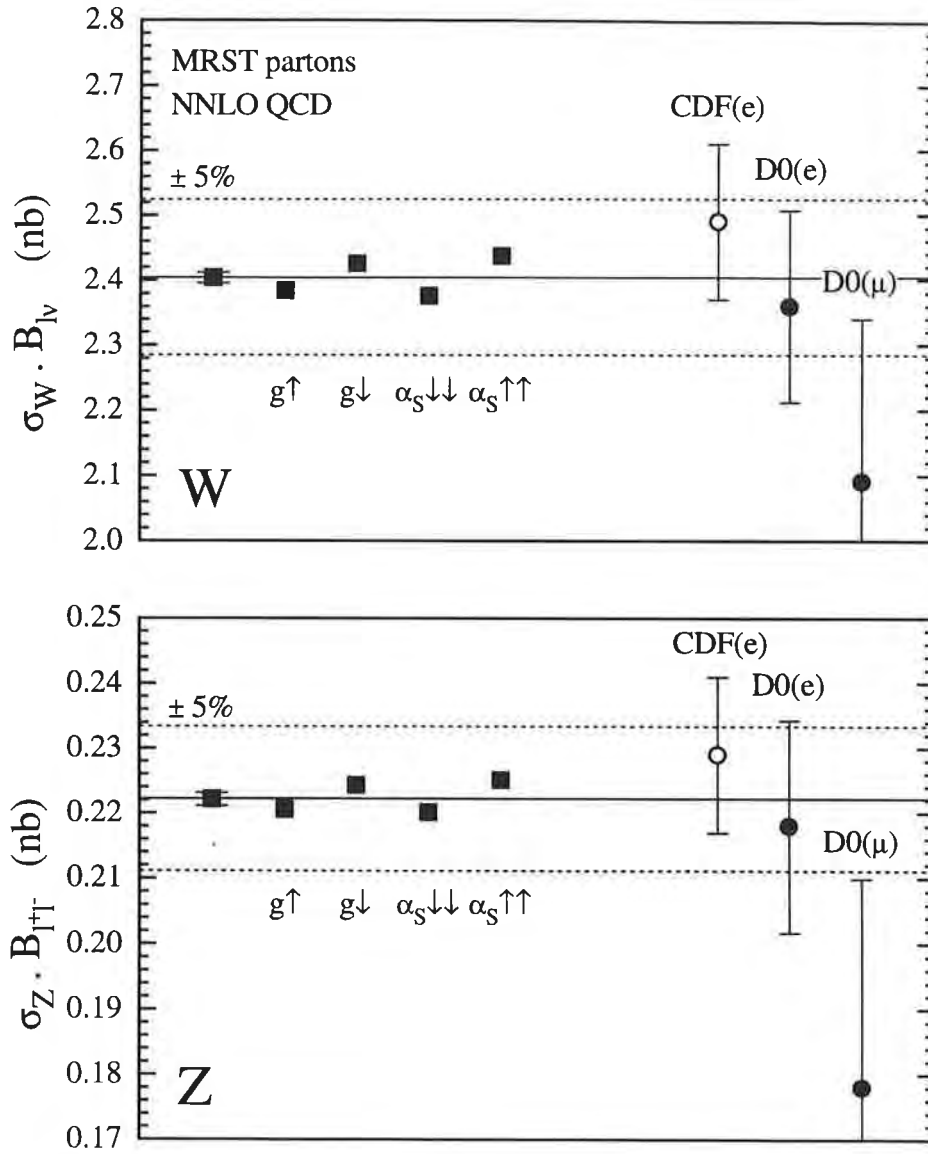 2.8
MRST partons
NNLO QCD
2.7
CDF(e)
2.6
D0(e)
± 5%
2.5
2.4
D0(μ)
2.3
g↑ g↓ αS↓↓ αS↑↑
2.2
2.1
W
2.0
σW · Blν (nb)
0.25
CDF(e)
0.24
D0(e)
± 5%
0.23
0.22
D0(μ)
0.21
g↑ g↓ αS↓↓ αS↑↑
0.20
0.19
0.18
Z
0.17
σZ · Bl+l- (nb)